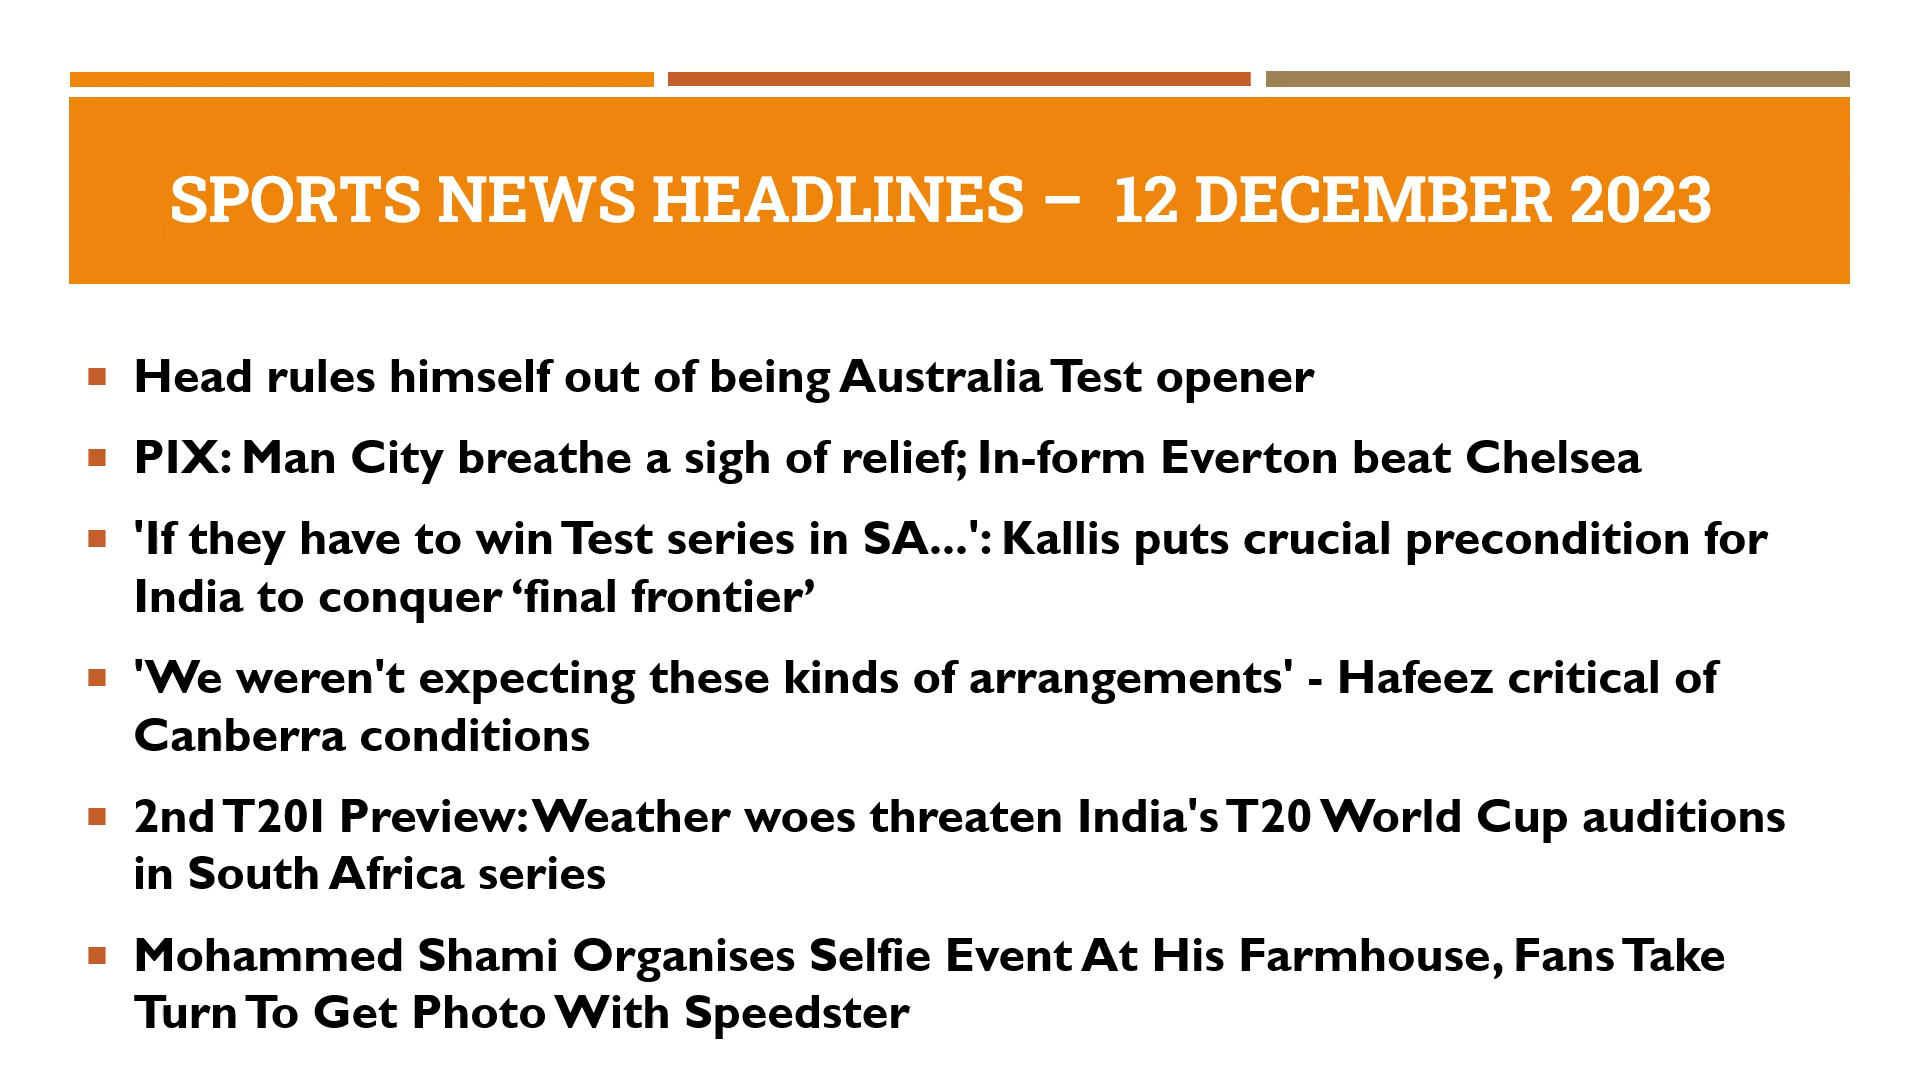 SPORTS NEWS HEADLINES – 12 DECEMBER 2023
Head rules himself out of being Australia Test opener
PIX: Man City breathe a sigh of relief; In-form Everton beat Chelsea
'If they have to win Test series in SA...': Kallis puts crucial precondition for
India to conquer ‘final frontier’
'We weren't expecting these kinds of arrangements' - Hafeez critical of
Canberra conditions
2nd T20I Preview: Weather woes threaten India's T20 World Cup auditions
in South Africa series
Mohammed Shami Organises Selfie Event At His Farmhouse, Fans Take
Turn To Get Photo With Speedster